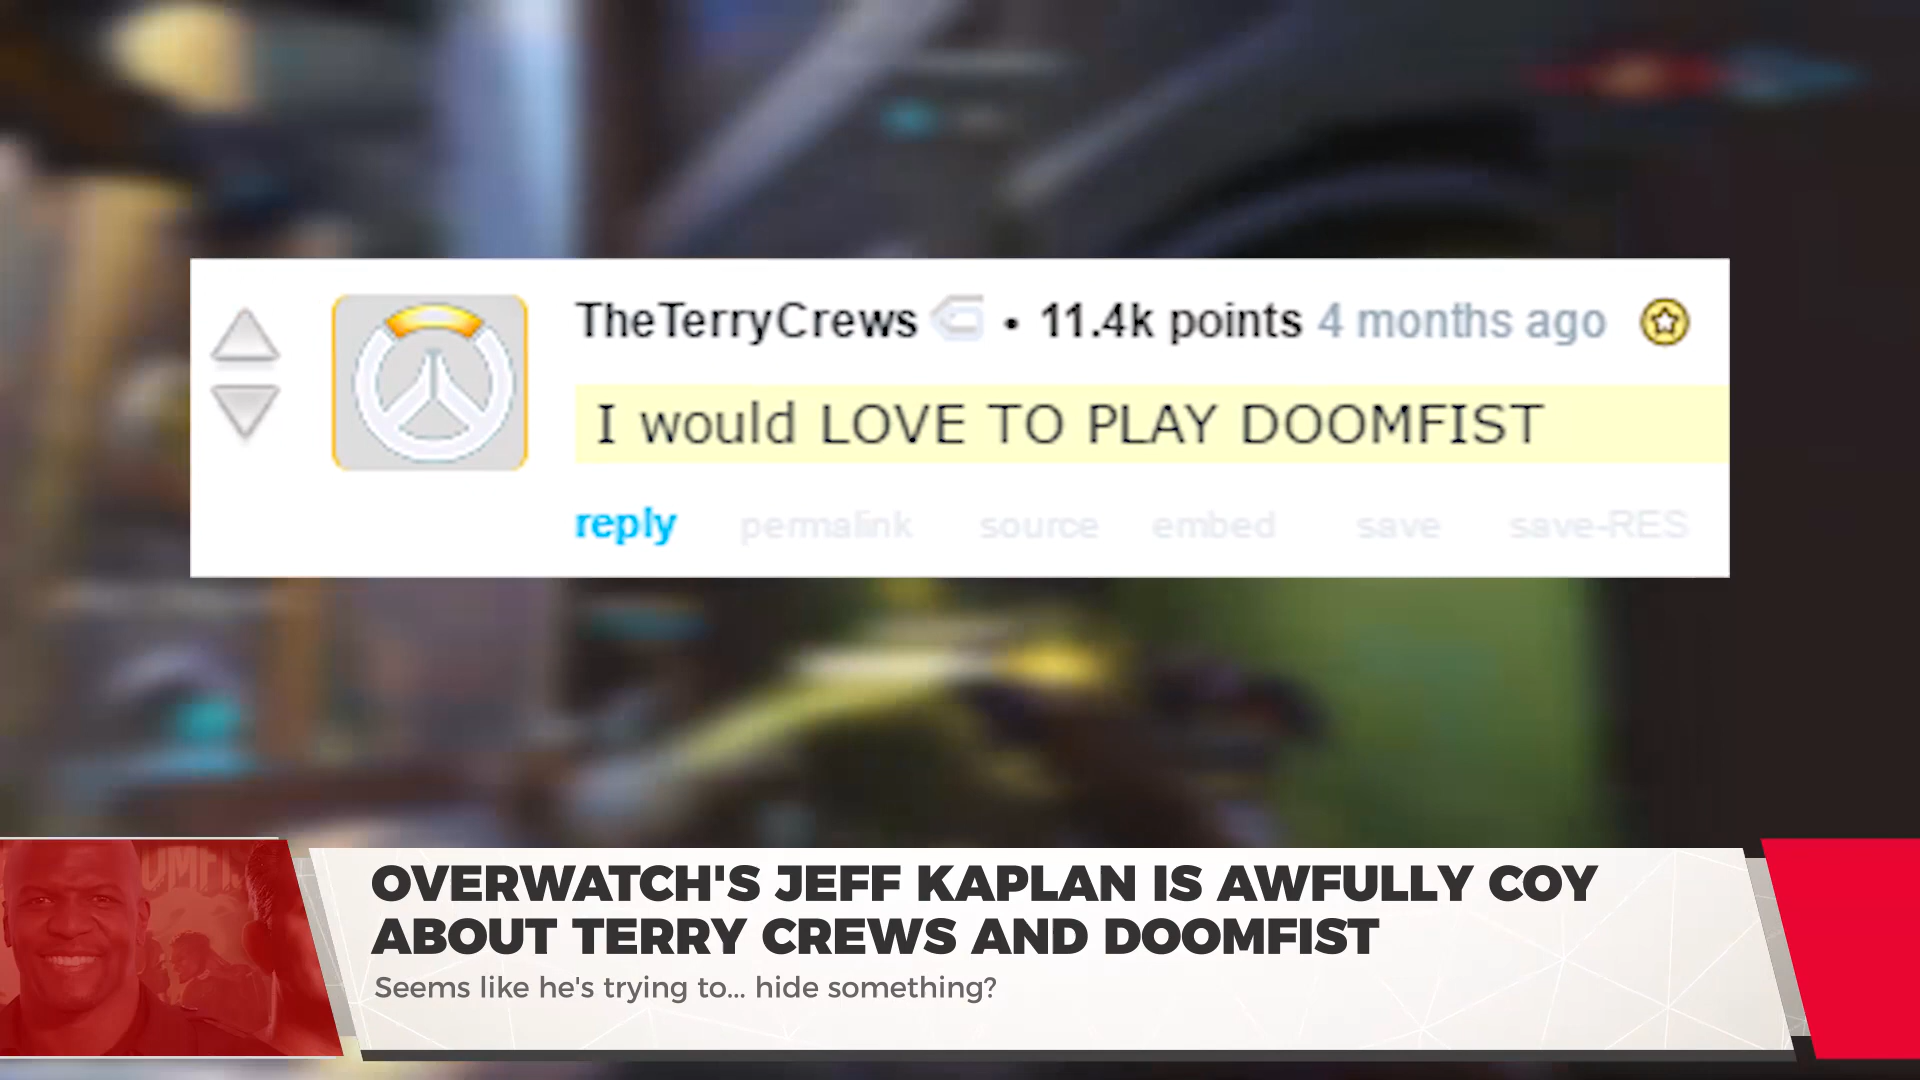 TheTerryCrews • 11.4k points 4 months ago
I would LOVE TO PLAY DOOMFIST
reply permalink source embed save save-RES
OVERWATCH'S JEFF KAPLAN IS AWFULLY COY
ABOUT TERRY CREWS AND DOOMFIST
Seems like he's trying to... hide something?